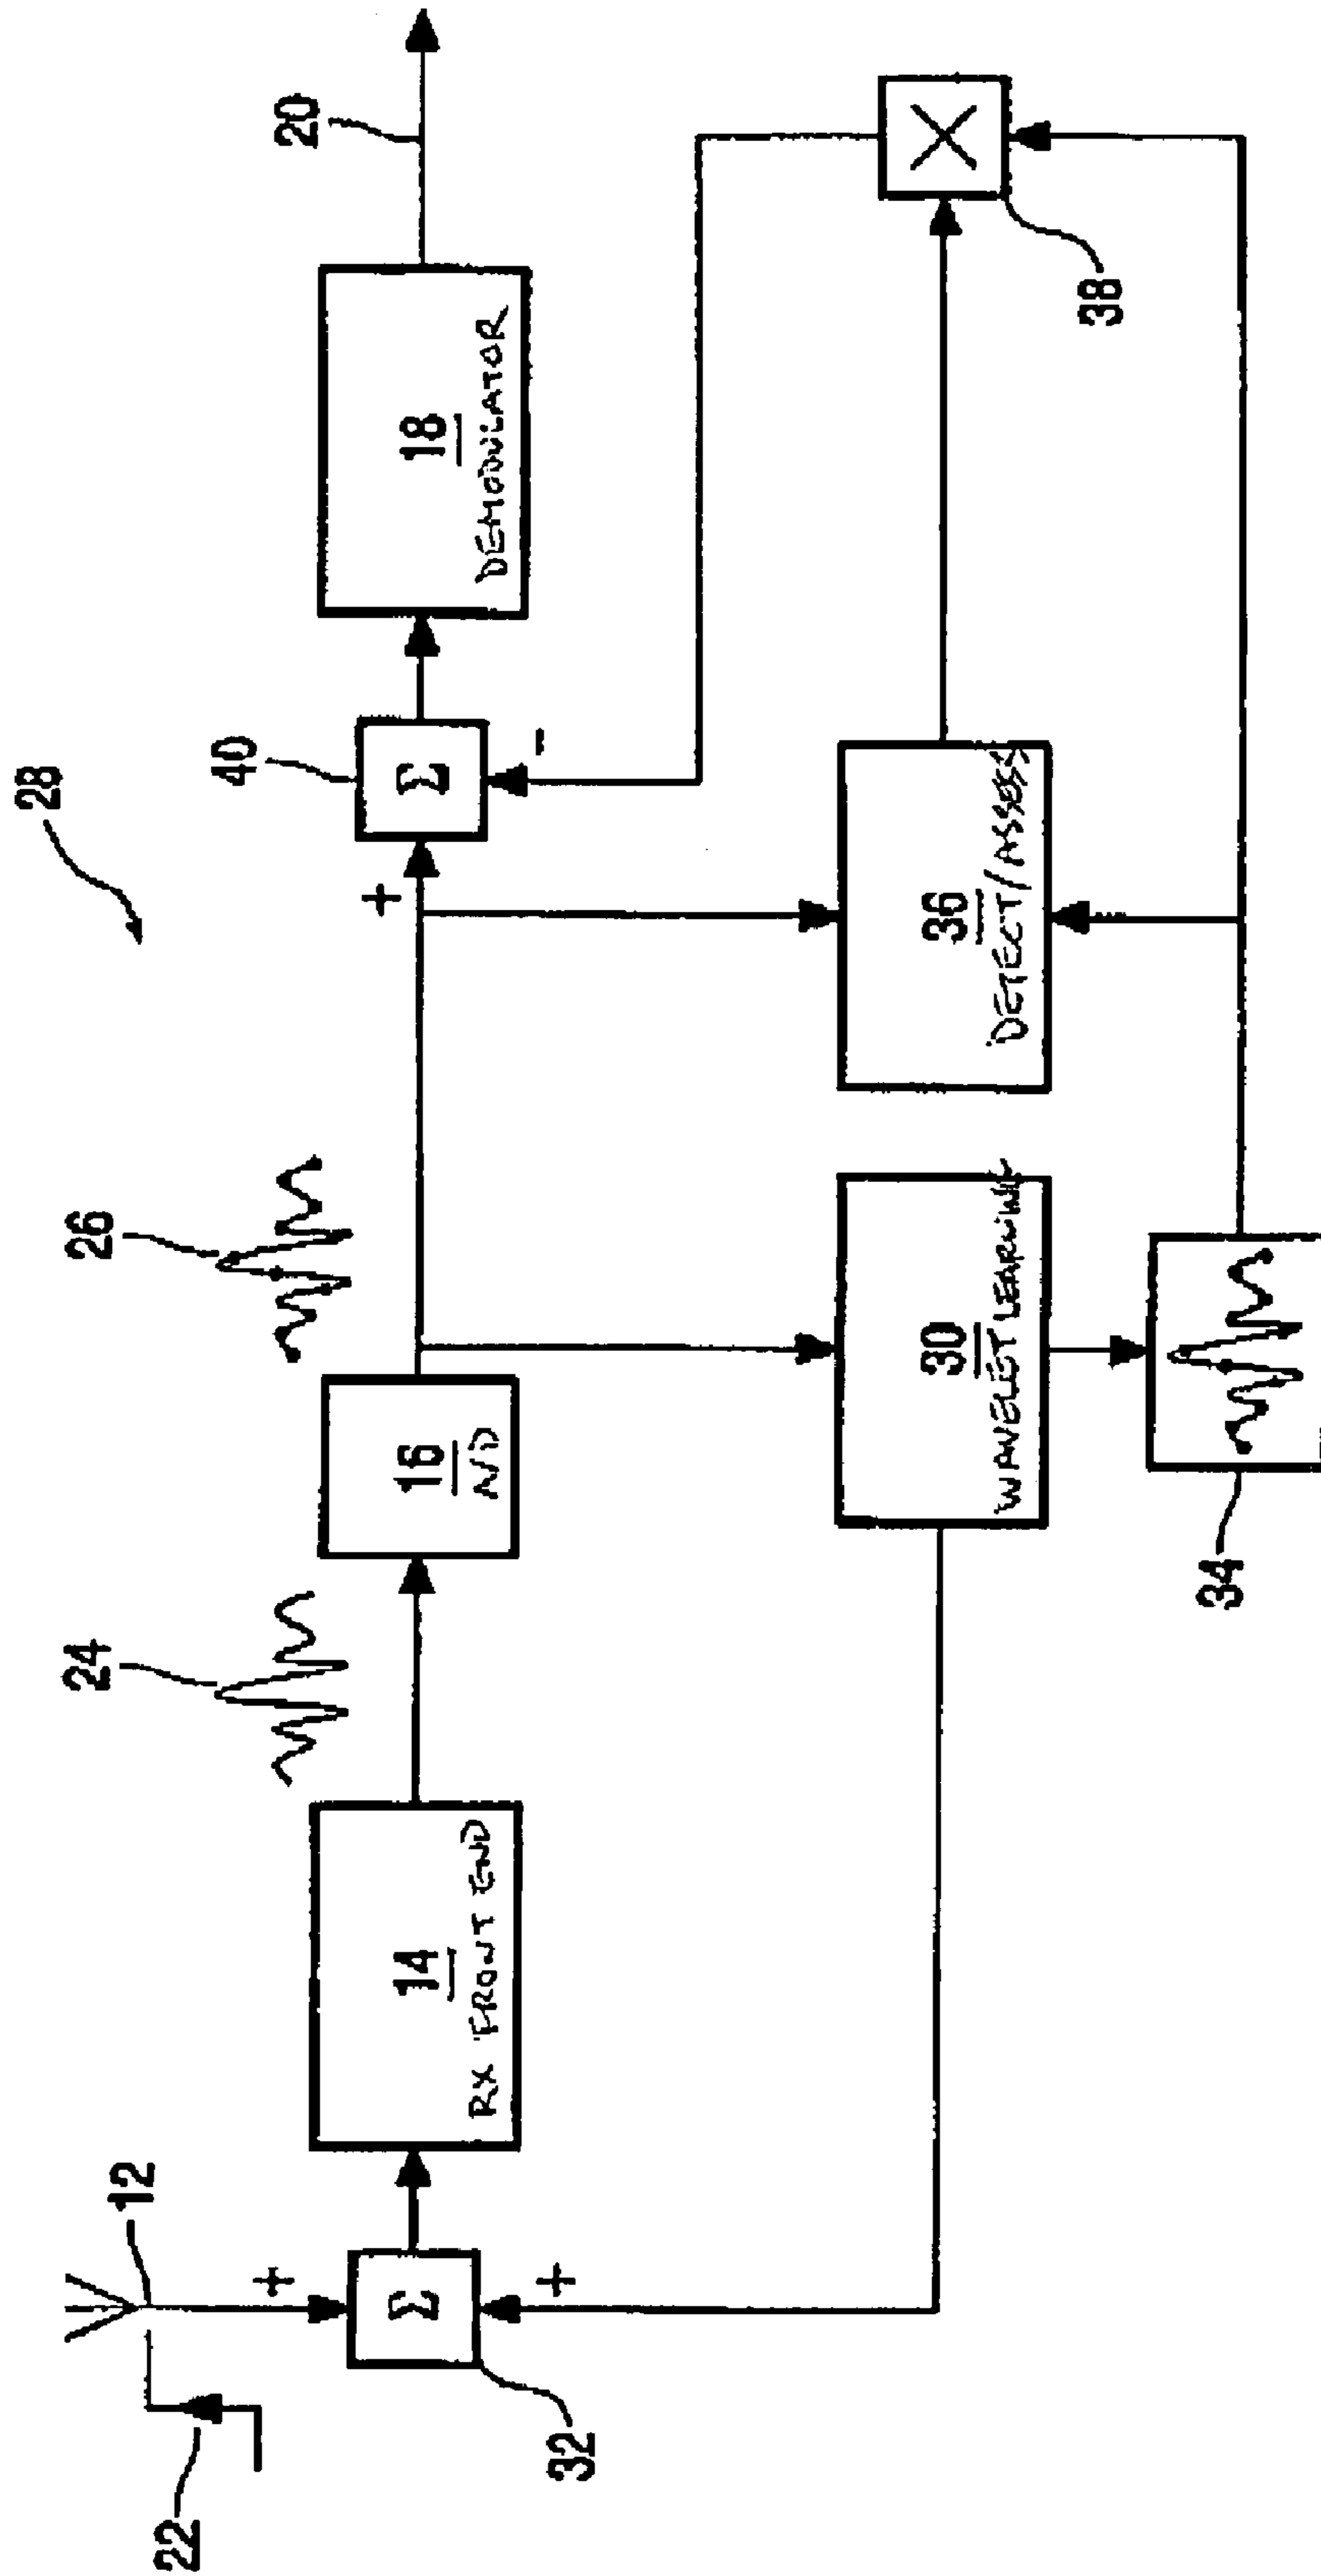 28
22
12
32
Σ
+
+
14
RX FRONT END
24
16
A/D
26
+
40
Σ
-
18
DEMODULATOR
20
30
WAVELET LEARNING
34
36
DETECT/ASSESS
38
X